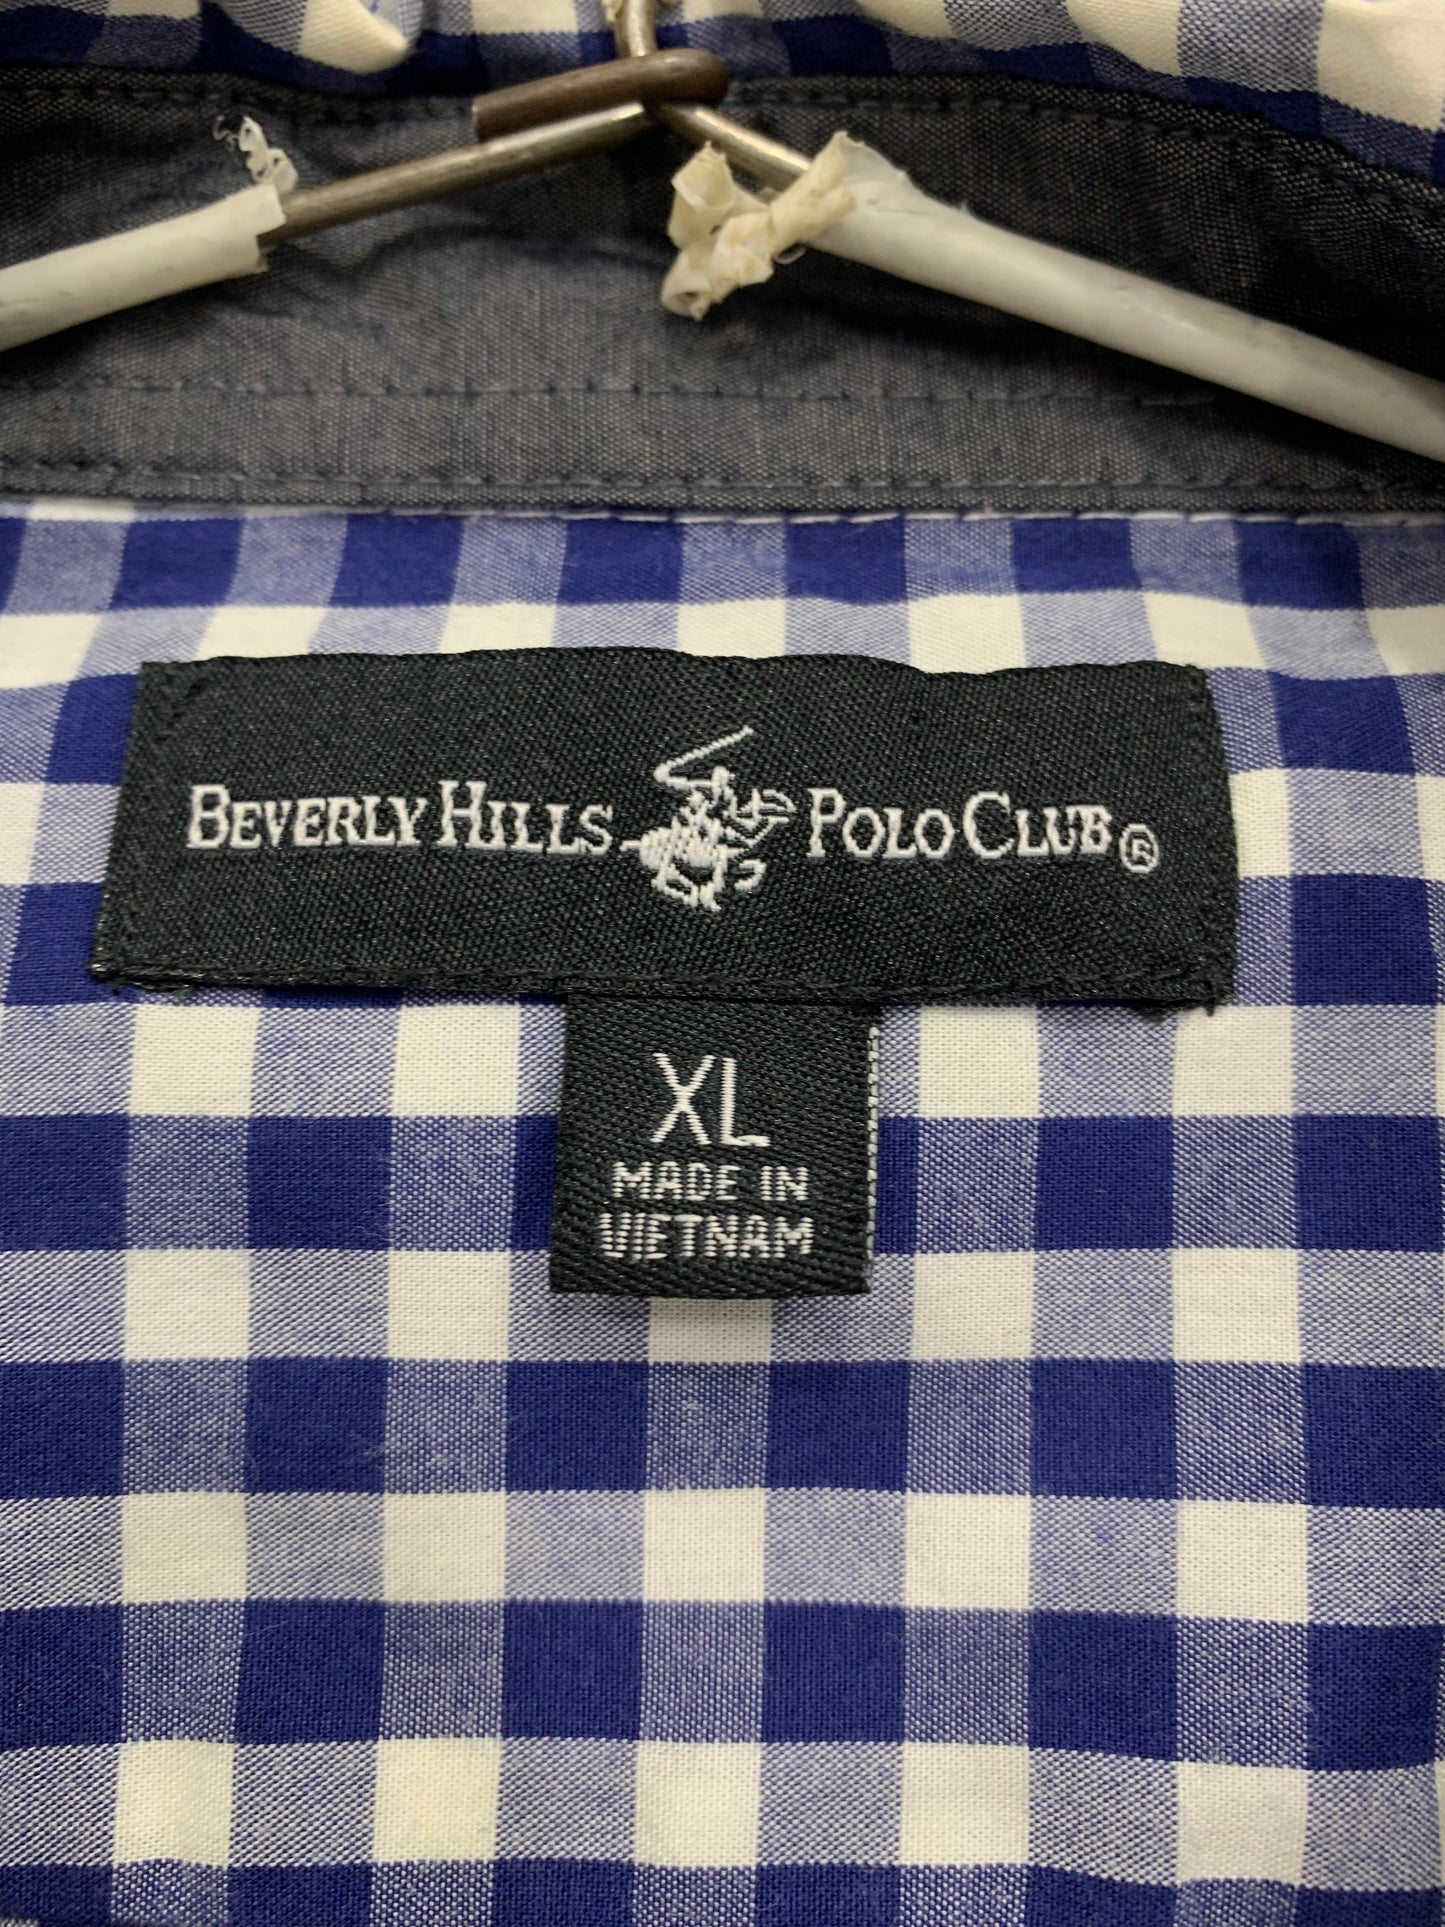 BEVERLY HILLS POLO CLUB®
XL
MADE IN
VIETNAM